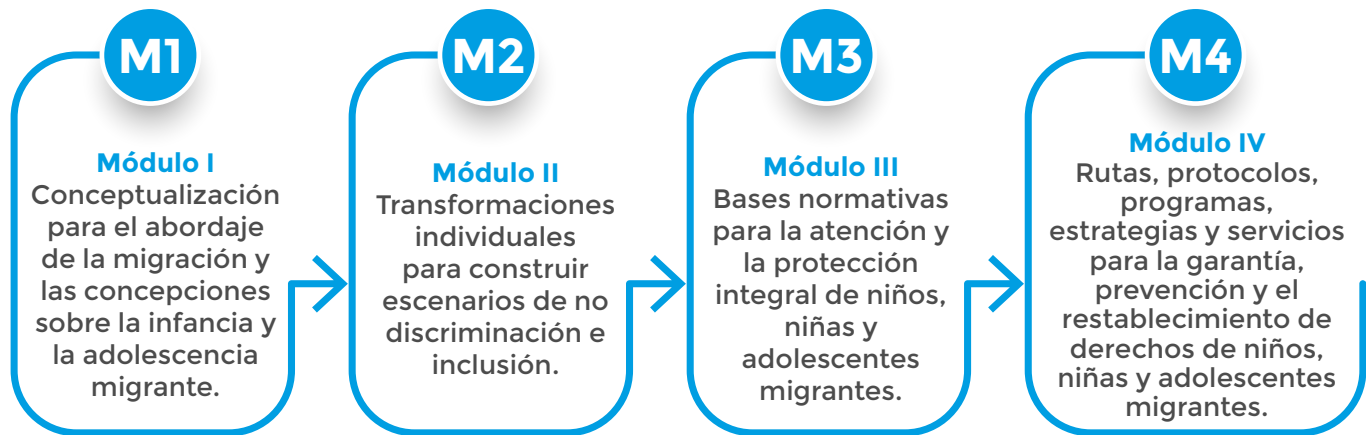 M1
Módulo I
Conceptualización
para el abordaje
de la migración y
las concepciones
sobre la infancia y
la adolescencia
migrante.
M2
Módulo II
Transformaciones
individuales
para construir
escenarios de no
discriminación e
inclusión.
M3
Módulo III
Bases normativas
para la atención y
la protección
integral de niños,
niñas y
adolescentes
migrantes.
M4
Módulo IV
Rutas, protocolos,
programas,
estrategias y servicios
para la garantía,
prevención y el
restablecimiento de
derechos de niños,
niñas y adolescentes
migrantes.